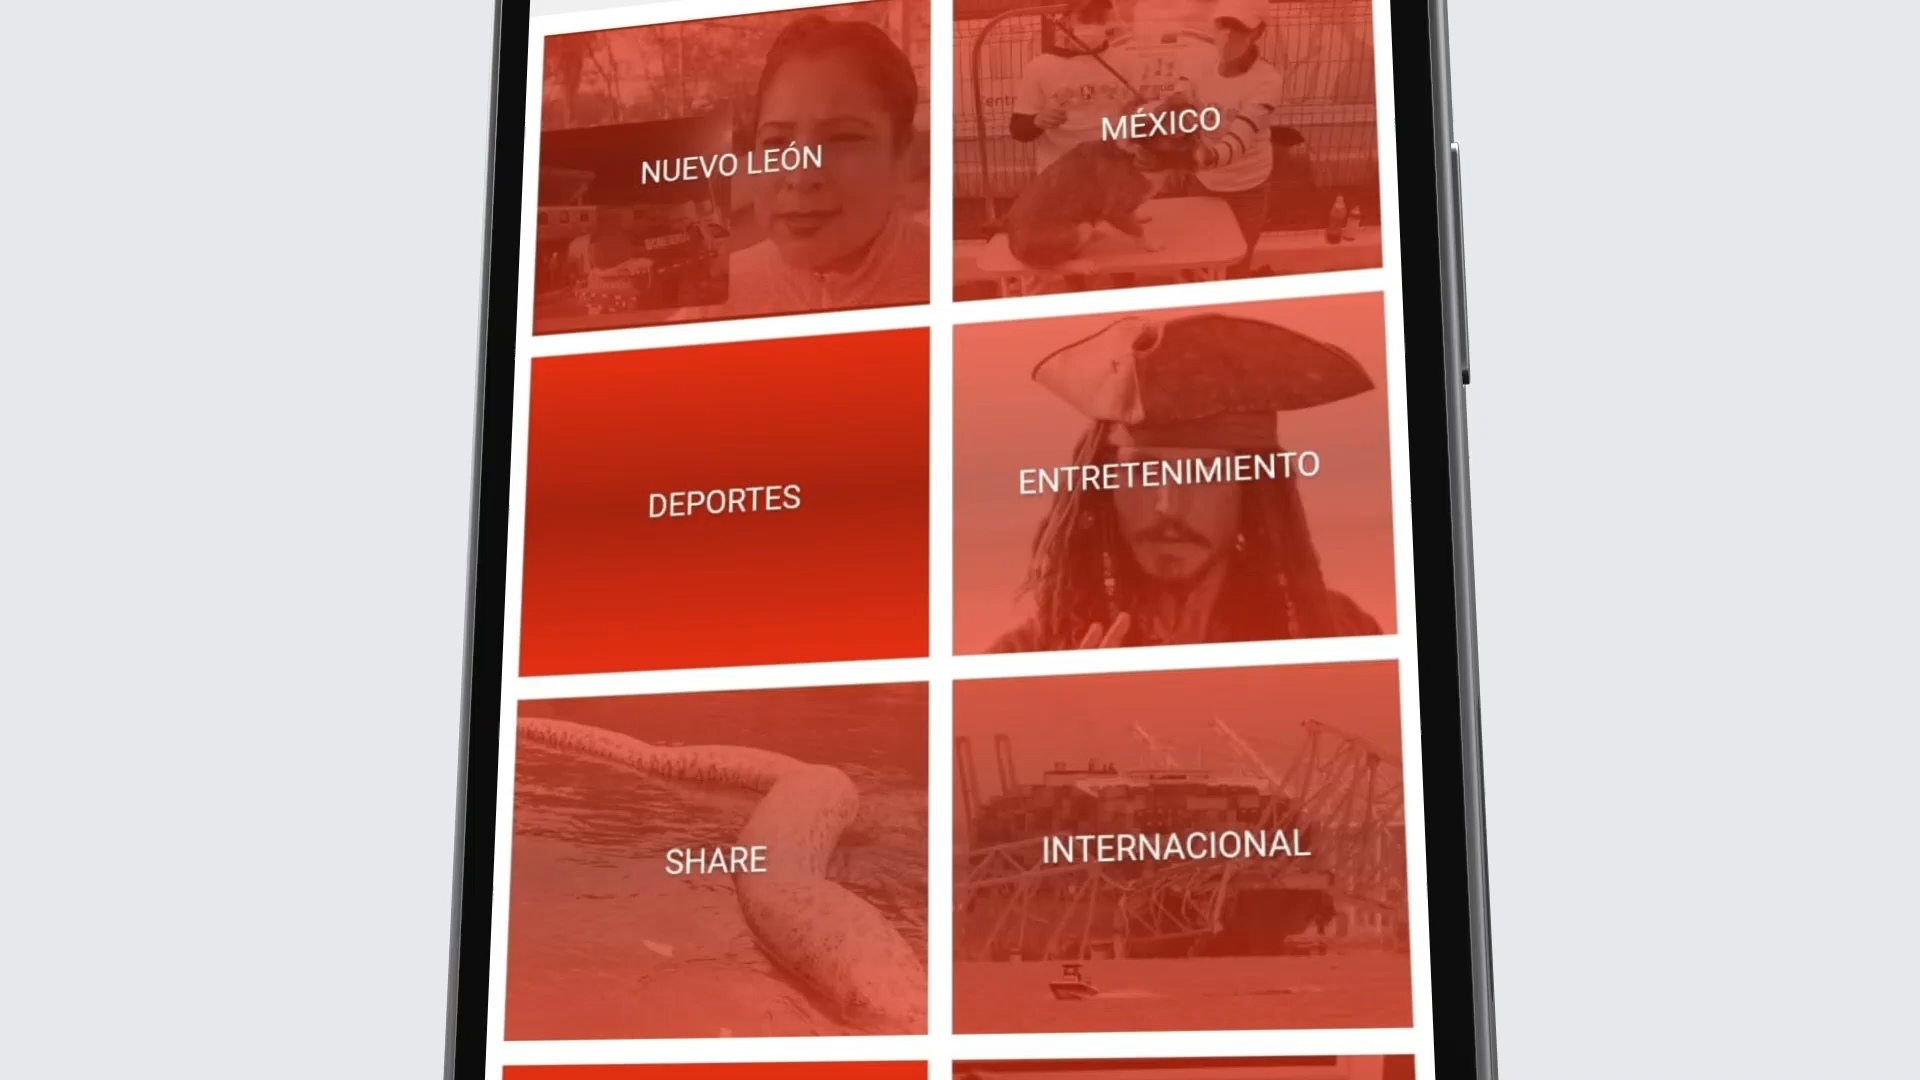 NUEVO LEÓN
MÉXICO
DEPORTES
ENTRETENIMIENTO
SHARE
INTERNACIONAL